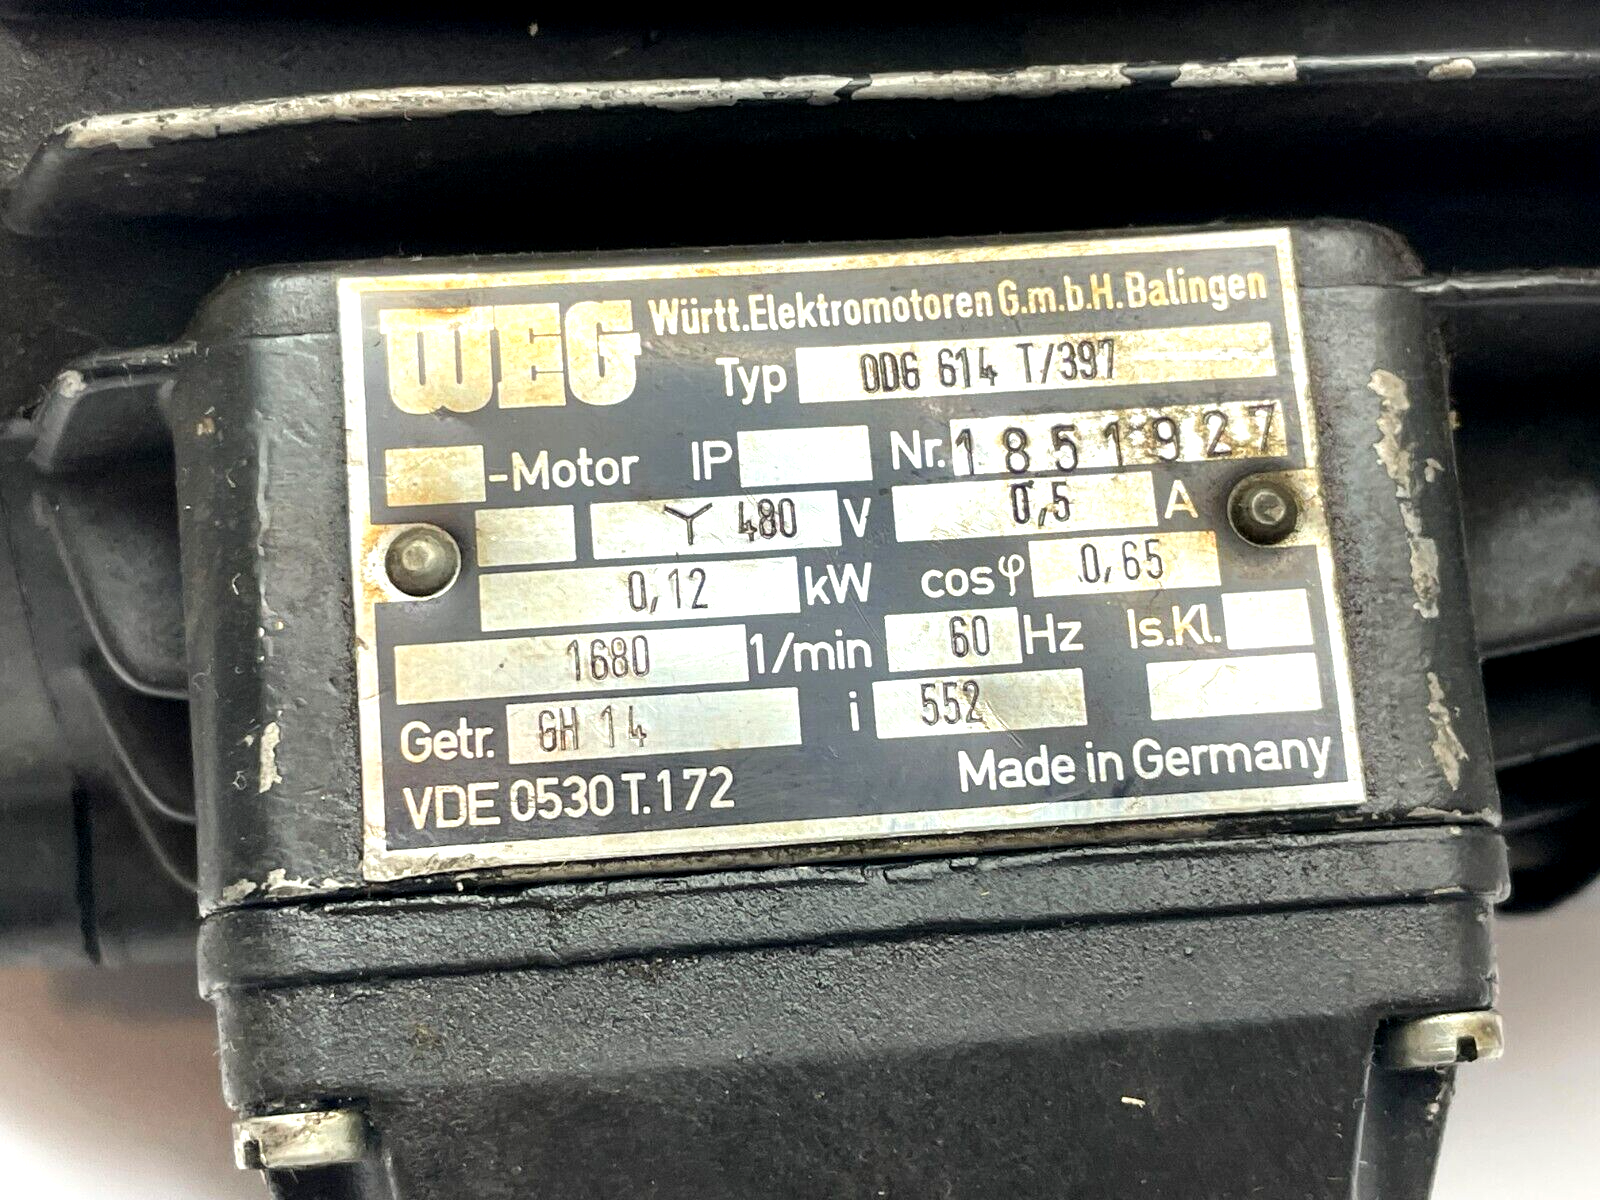 WEG Württ.Elektromotoren G.m.b.H. Balingen
Typ ODG 614 T/397
-Motor IP Nr. 1851927
Y 480 V 0,5 A
0,12 kW cosφ 0,65
1680 1/min 60 Hz Is.Kl.
Getr. GH 14 i 552
VDE 0530 T.172 Made in Germany